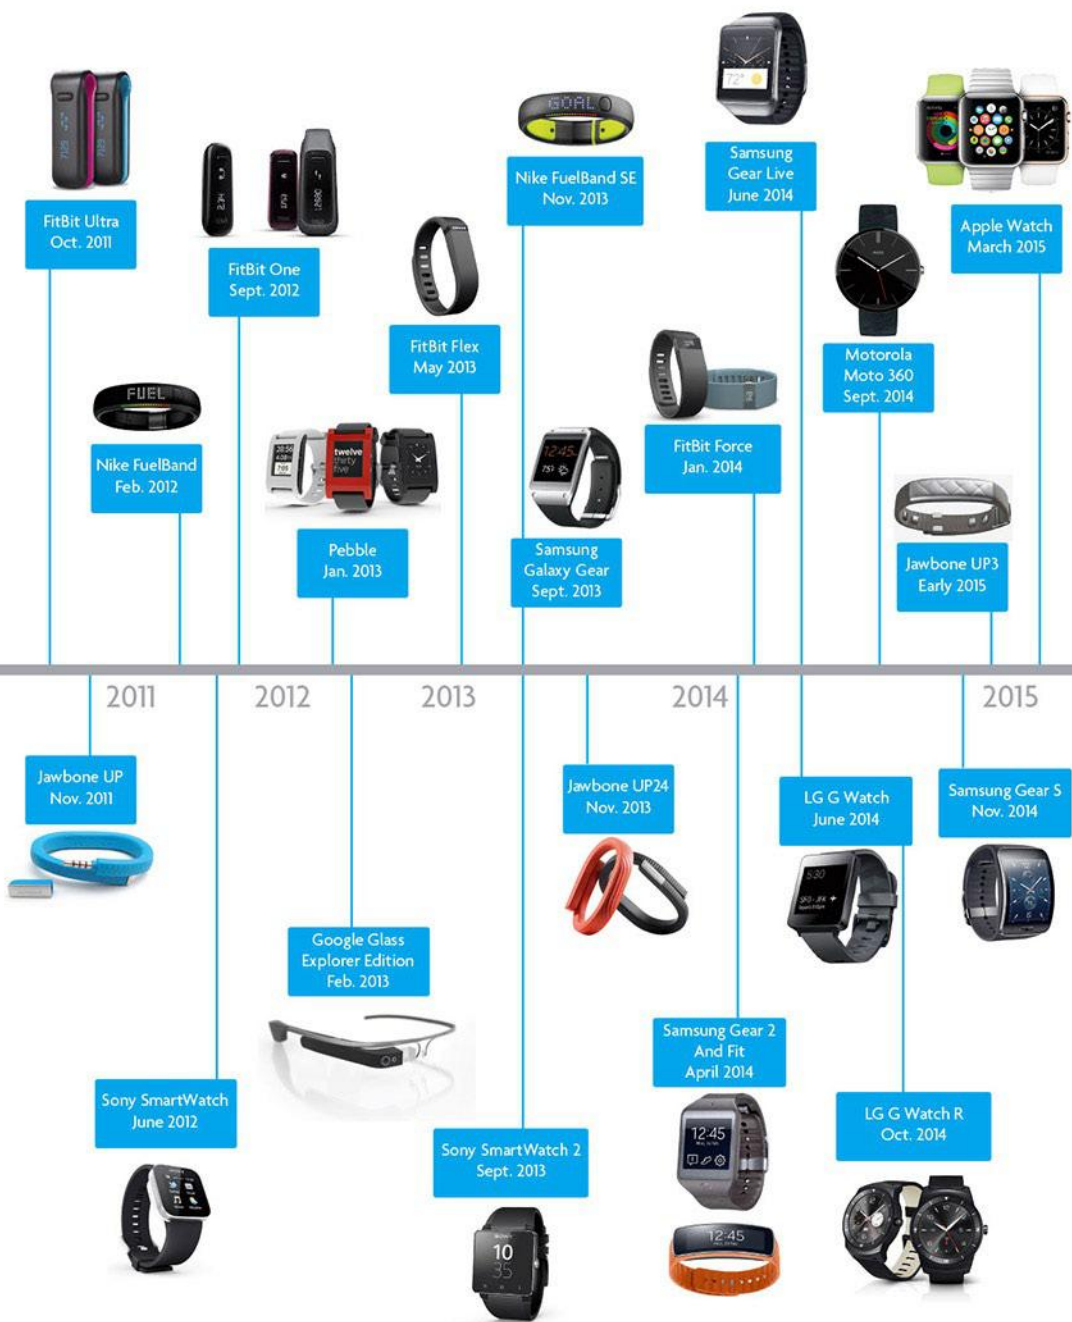 FitBit Ultra
Oct. 2011
FitBit One
Sept. 2012
FUEL
Nike FuelBand
Feb. 2012
FitBit Flex
May 2013
twelve
thirty
five
Pebble
Jan. 2013
GOAL
Nike FuelBand SE
Nov. 2013
12:45
Samsung
Galaxy Gear
Sept. 2013
72°
Samsung
Gear Live
June 2014
FitBit Force
Jan. 2014
Motorola
Moto 360
Sept. 2014
Apple Watch
March 2015
Jawbone UP3
Early 2015
2011
2012
2013
2014
2015
Jawbone UP
Nov. 2011
Sony SmartWatch
June 2012
Google Glass
Explorer Edition
Feb. 2013
Sony SmartWatch 2
Sept. 2013
10
35
Jawbone UP24
Nov. 2013
Samsung Gear 2
And Fit
April 2014
12:45
12:45
LG G Watch
June 2014
SFO - JFK
LG G Watch R
Oct. 2014
Samsung Gear S
Nov. 2014